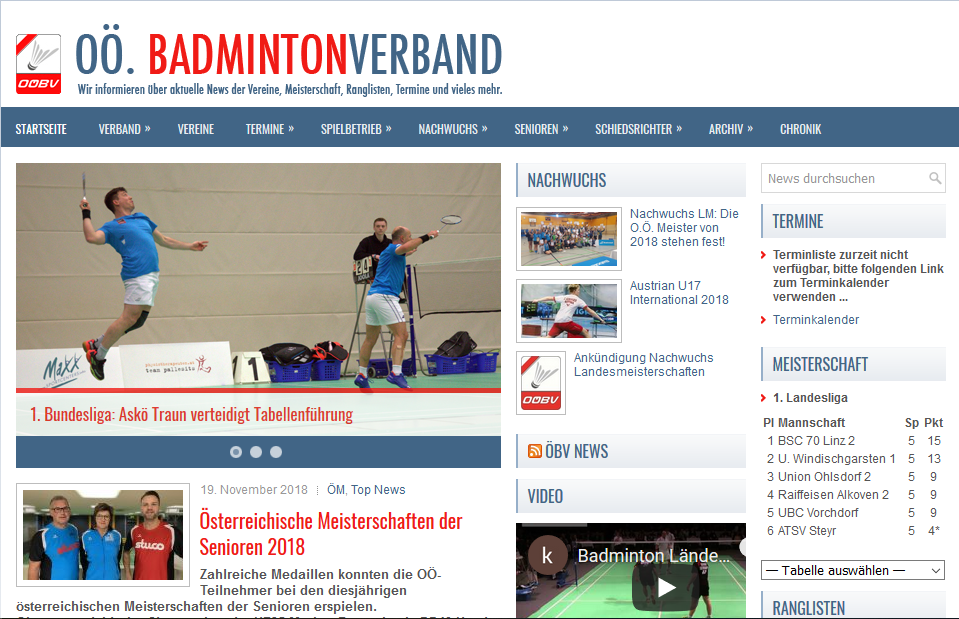 OÖ. BADMINTONVERBAND
OÖBV
Wir informieren über aktuelle News der Vereine, Meisterschaft, Ranglisten, Termine und vieles mehr.
STARTSEITE VERBAND » VEREINE TERMINE » SPIELBETRIEB » NACHWUCHS » SENIOREN » SCHIEDSRICHTER » ARCHIV » CHRONIK
MaXX
team pallesits
1. Bundesliga: Askö Traun verteidigt Tabellenführung
19. November 2018 ÖM, Top News
Österreichische Meisterschaften der
Senioren 2018
stuco
Zahlreiche Medaillen konnten die OÖ-
Teilnehmer bei den diesjährigen
österreichischen Meisterschaften der Senioren erspielen.
NACHWUCHS
Nachwuchs LM: Die
O.Ö. Meister von
2018 stehen fest!
Austrian U17
International 2018
Ankündigung Nachwuchs
Landesmeisterschaften
OÖBV
ÖBV NEWS
VIDEO
k Badminton Lände...
News durchsuchen
TERMINE
Terminliste zurzeit nicht
verfügbar, bitte folgenden Link
zum Terminkalender
verwenden ...
Terminkalender
MEISTERSCHAFT
1. Landesliga
Pl Mannschaft Sp Pkt
1 BSC 70 Linz 2 5 15
2 U. Windischgarsten 1 5 13
3 Union Ohlsdorf 2 5 9
4 Raiffeisen Alkoven 2 5 9
5 UBC Vorchdorf 5 9
6 ATSV Steyr 5 4*
— Tabelle auswählen —
RANGLISTEN